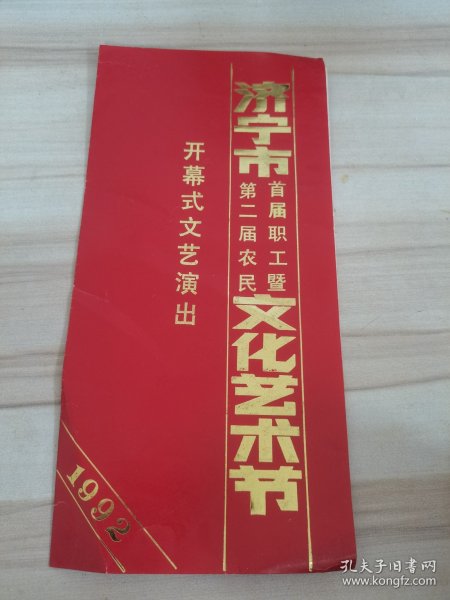 济宁市
首届职工暨
第二届农民
文化艺术节
开幕式文艺演出
1992
孔夫子旧书网
www.kongfz.com